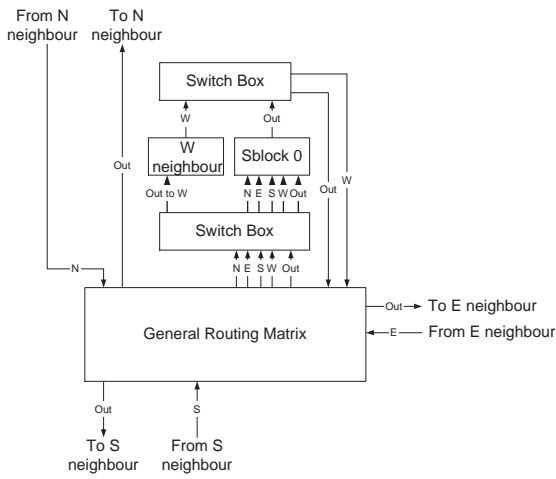 From N
neighbour
To N
neighbour
Switch Box
W
Out
W
neighbour
Sblock 0
Out
Out
W
Out to W
N E S W Out
Switch Box
N E S W Out
N
General Routing Matrix
Out
To E neighbour
E
From E neighbour
Out
S
To S
neighbour
From S
neighbour